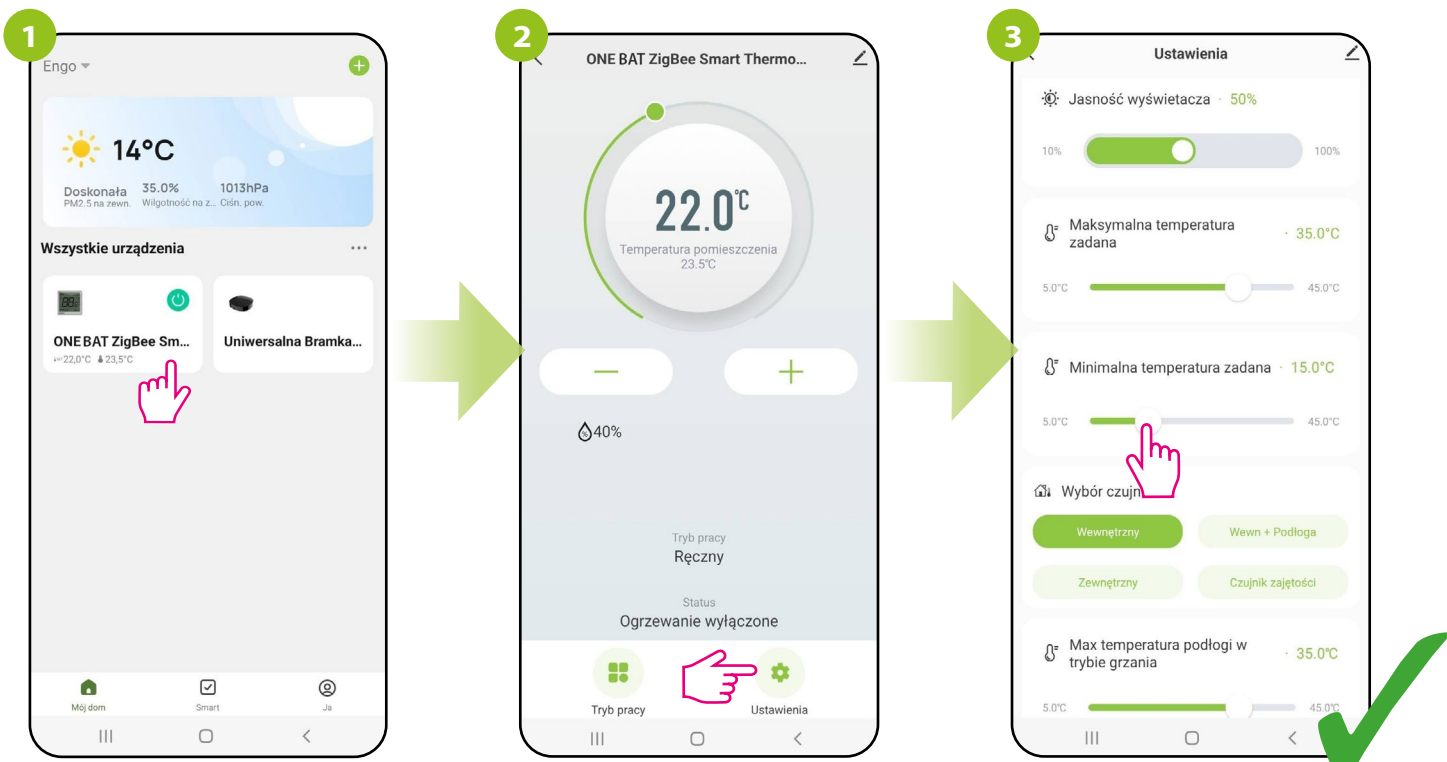 1
Engo
14°C
Doskonała 35.0% 1013hPa
PM2.5 na zewn. Wilgotność na z... Ciśn. pow.
Wszystkie urządzenia
ONE BAT ZigBee Sm...
22,0°C 23,5°C
Uniwersalna Bramka...
Mój dom Smart Ja
2
ONE BAT ZigBee Smart Thermo...
22.0°C
Temperatura pomieszczenia
23.5°C
40%
Tryb pracy
Ręczny
Status
Ogrzewanie wyłączone
Tryb pracy Ustawienia
3
Ustawienia
Jasność wyświetacza · 50%
10% 100%
Maksymalna temperatura
zadana · 35.0°C
5.0°C 45.0°C
Minimalna temperatura zadana · 15.0°C
5.0°C 45.0°C
Wybór czujn
Wewnętrzny Wewn + Podłoga
Zewnętrzny Czujnik zajętości
Max temperatura podłogi w
trybie grzania · 35.0°C
5.0°C 45.0°C